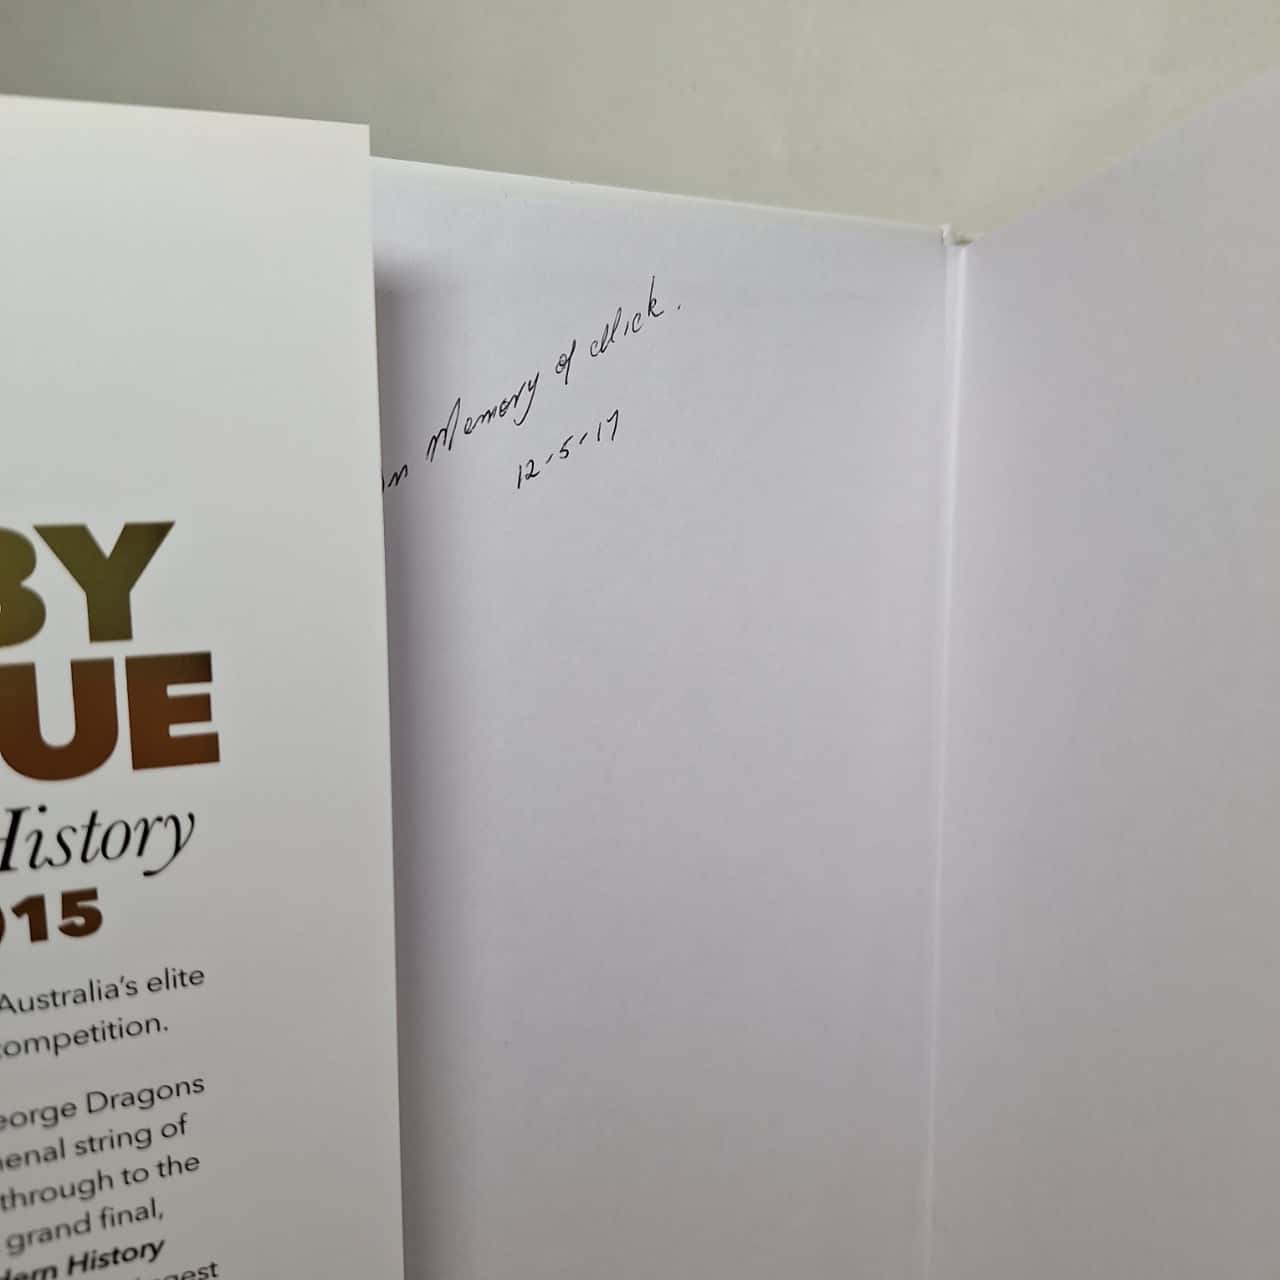 In Memory of Mick.
12-5-17
BY
UE
History
015
Australia's elite
competition.
eorge Dragons
enal string of
through to the
grand final,
dern History
gest